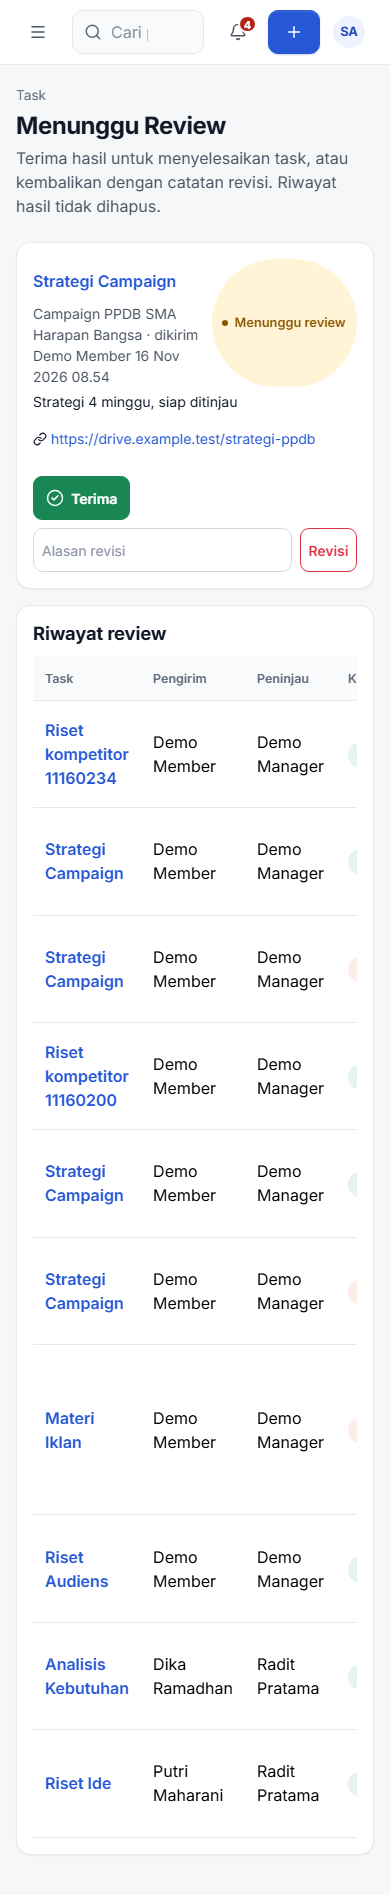 Cari
4
SA
Task
Menunggu Review
Terima hasil untuk menyelesaikan task, atau
kembalikan dengan catatan revisi. Riwayat
hasil tidak dihapus.
Strategi Campaign
Campaign PPDB SMA
Harapan Bangsa · dikirim
Demo Member 16 Nov
2026 08.54
Menunggu review
Strategi 4 minggu, siap ditinjau
https://drive.example.test/strategi-ppdb
Terima
Alasan revisi
Revisi
Riwayat review
Task Pengirim Peninjau K
Riset
kompetitor
11160234
Demo
Member
Demo
Manager
Strategi
Campaign
Demo
Member
Demo
Manager
Strategi
Campaign
Demo
Member
Demo
Manager
Riset
kompetitor
11160200
Demo
Member
Demo
Manager
Strategi
Campaign
Demo
Member
Demo
Manager
Strategi
Campaign
Demo
Member
Demo
Manager
Materi
Iklan
Demo
Member
Demo
Manager
Riset
Audiens
Demo
Member
Demo
Manager
Analisis
Kebutuhan
Dika
Ramadhan
Radit
Pratama
Riset Ide
Putri
Maharani
Radit
Pratama